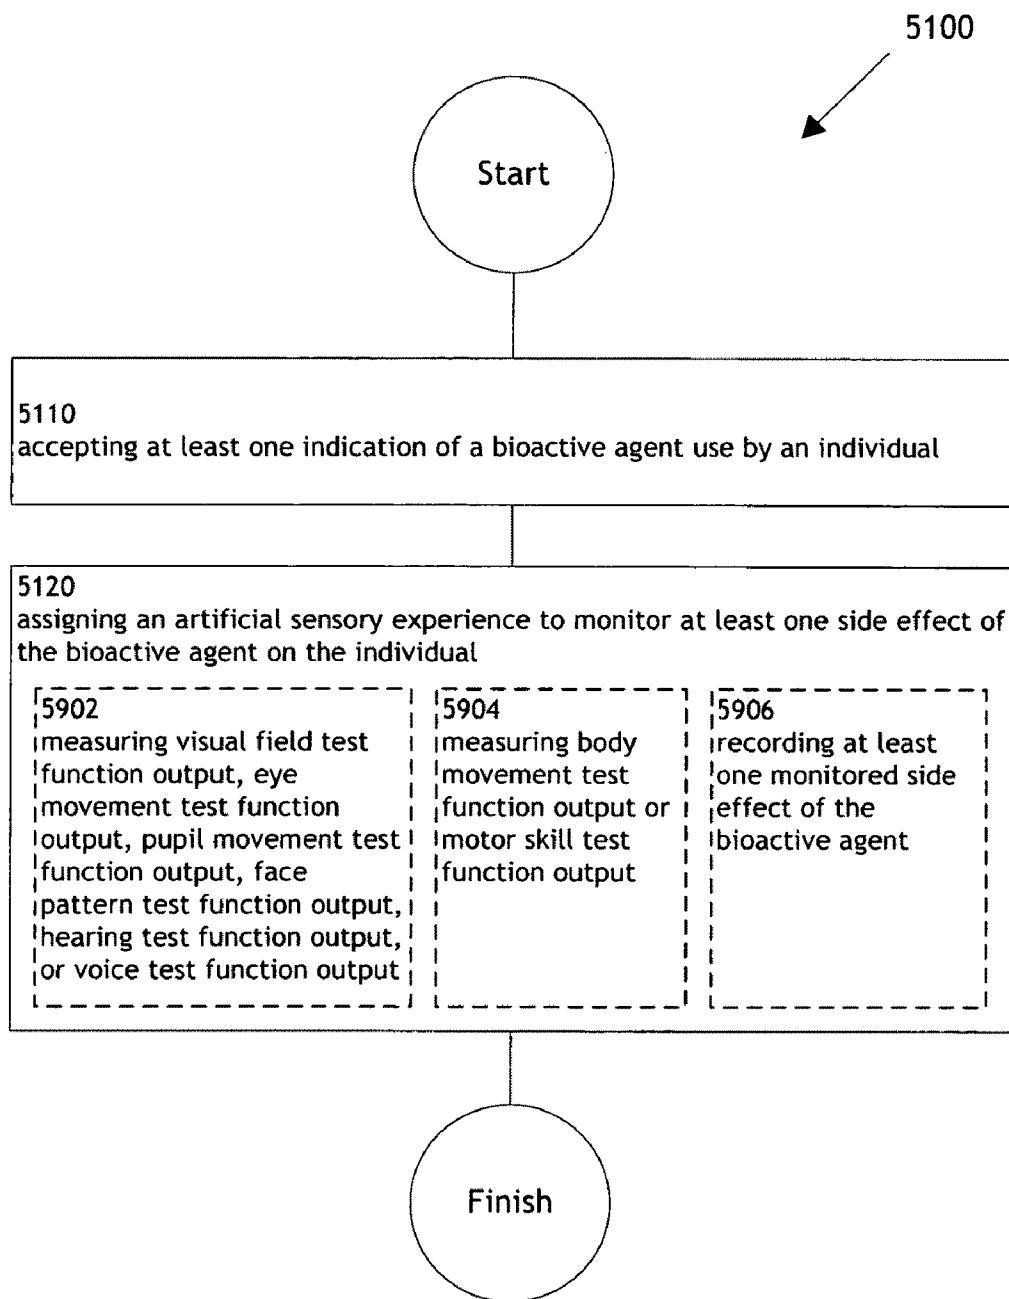 5100
Start
5110
accepting at least one indication of a bioactive agent use by an individual
5120
assigning an artificial sensory experience to monitor at least one side effect of
the bioactive agent on the individual
5902
measuring visual field test
function output, eye
movement test function
output, pupil movement test
function output, face
pattern test function output,
hearing test function output,
or voice test function output
5904
measuring body
movement test
function output or
motor skill test
function output
5906
recording at least
one monitored side
effect of the
bioactive agent
Finish